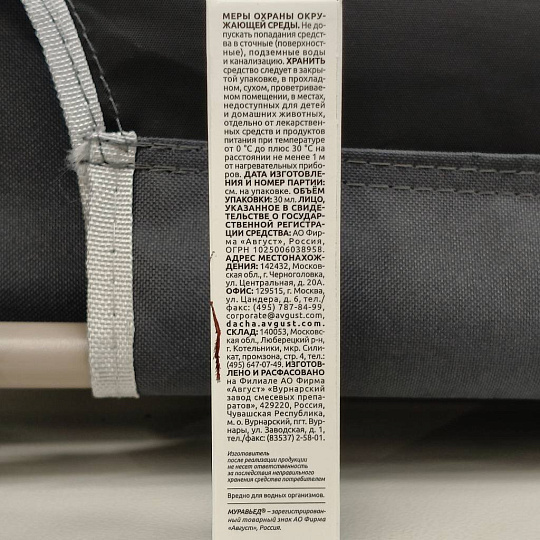 МЕРЫ ОХРАНЫ ОКРУ-
ЖАЮЩЕЙ СРЕДЫ. Не до-
пускать попадания средст-
ва в сточные (поверхност-
ные), подземные воды
и канализацию. ХРАНИТЬ
средство следует в закры-
той упаковке, в прохлад-
ном, сухом, проветривае-
мом помещении, в местах,
недоступных для детей
и домашних животных,
отдельно от лекарствен-
ных средств и продуктов
питания при температуре
от 0 °С до плюс 30 °С на
расстоянии не менее 1 м
от нагревательных прибо-
ров. ДАТА ИЗГОТОВЛЕ-
НИЯ И НОМЕР ПАРТИИ:
см. на упаковке. ОБЪЁМ
УПАКОВКИ: 30 мл. ЛИЦО,
УКАЗАННОЕ В СВИДЕ-
ТЕЛЬСТВЕ О ГОСУДАР-
СТВЕННОЙ РЕГИСТРА-
ЦИИ СРЕДСТВА: АО Фир-
ма «Август», Россия,
ОГРН 1025006038958.
АДРЕС МЕСТОНАХОЖ-
ДЕНИЯ: 142432, Москов-
ская обл., г. Черноголовка,
ул. Центральная, д. 20А.
ОФИС: 129515, г. Москва,
ул. Цандера, д. 6, тел./
факс: (495) 787-84-99,
corporate@avgust.com,
dacha.avgust.com.
СКЛАД: 140053, Московс-
кая обл., Люберецкий р-н,
г. Котельники, мкр. Сили-
кат, промзона, стр. 4, тел.:
(495) 647-07-49. ИЗГОТОВ-
ЛЕНО И РАСФАСОВАНО
на Филиале АО Фирма
«Август» «Вурнарский
завод смесевых препа-
ратов», 429220, Россия,
Чувашская Республика,
м. о. Вурнарский, пгт. Вур-
нары, ул. Заводская, д. 1,
тел./факс: (83537) 2-58-01.
Изготовитель
после реализации продукции
не несет ответственность
за последствия неправильного
хранения средства потребителем
Вредно для водных организмов.
МУРАВЬЕД® – зарегистрирован-
ный товарный знак АО Фирма
«Август», Россия.